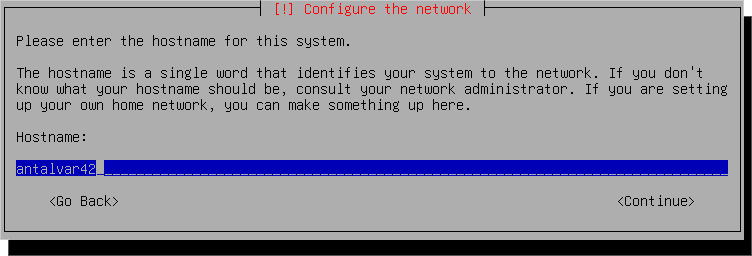 [!] Configure the network
Please enter the hostname for this system.
The hostname is a single word that identifies your system to the network. If you don't
know what your hostname should be, consult your network administrator. If you are setting
up your own home network, you can make something up here.
Hostname:
antalvar42
<Go Back> <Continue>